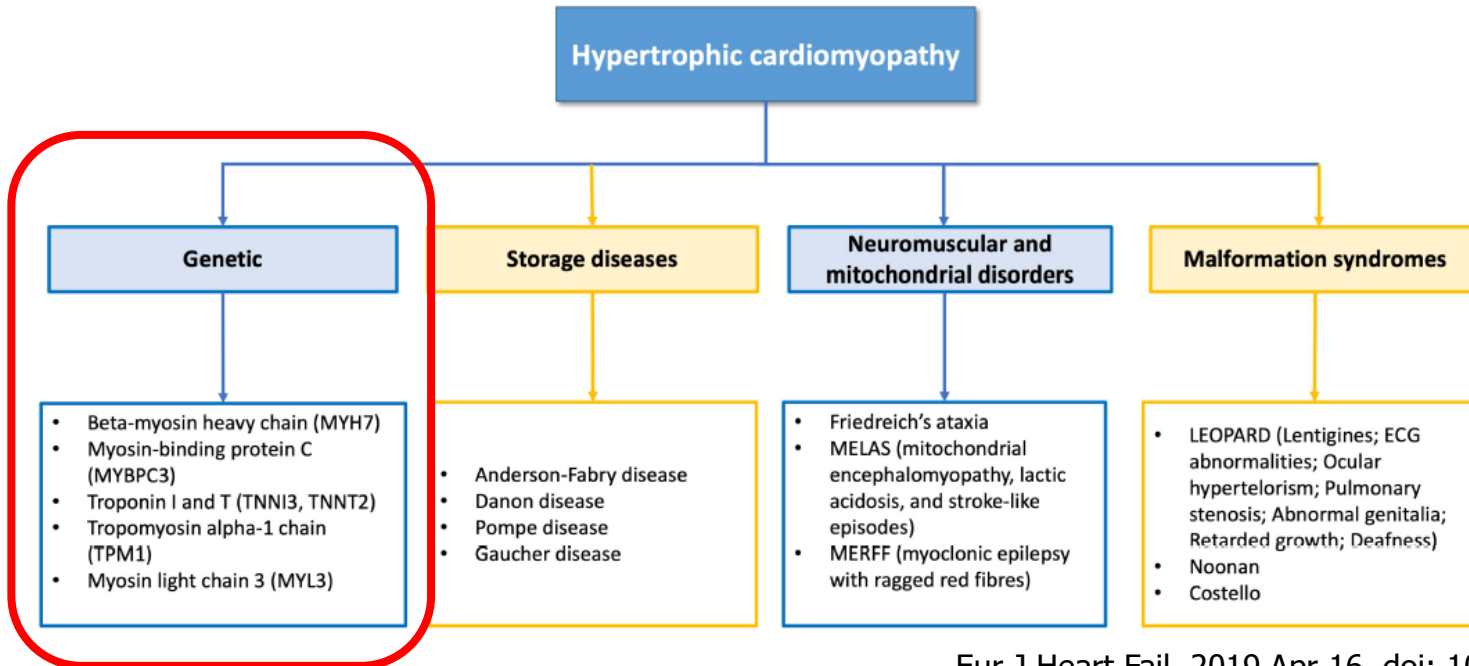 Hypertrophic cardiomyopathy
Genetic
Storage diseases
Neuromuscular and
mitochondrial disorders
Malformation syndromes
• Beta-myosin heavy chain (MYH7)
• Myosin-binding protein C
(MYBPC3)
• Troponin I and T (TNNI3, TNNT2)
• Tropomyosin alpha-1 chain
(TPM1)
• Myosin light chain 3 (MYL3)
• Anderson-Fabry disease
• Danon disease
• Pompe disease
• Gaucher disease
• Friedreich's ataxia
• MELAS (mitochondrial
encephalomyopathy, lactic
acidosis, and stroke-like
episodes)
• MERFF (myoclonic epilepsy
with ragged red fibres)
• LEOPARD (Lentigines; ECG
abnormalities; Ocular
hypertelorism; Pulmonary
stenosis; Abnormal genitalia;
Retarded growth; Deafness)
• Noonan
• Costello
Eur J Heart Fail. 2019 Apr 16. doi: 10